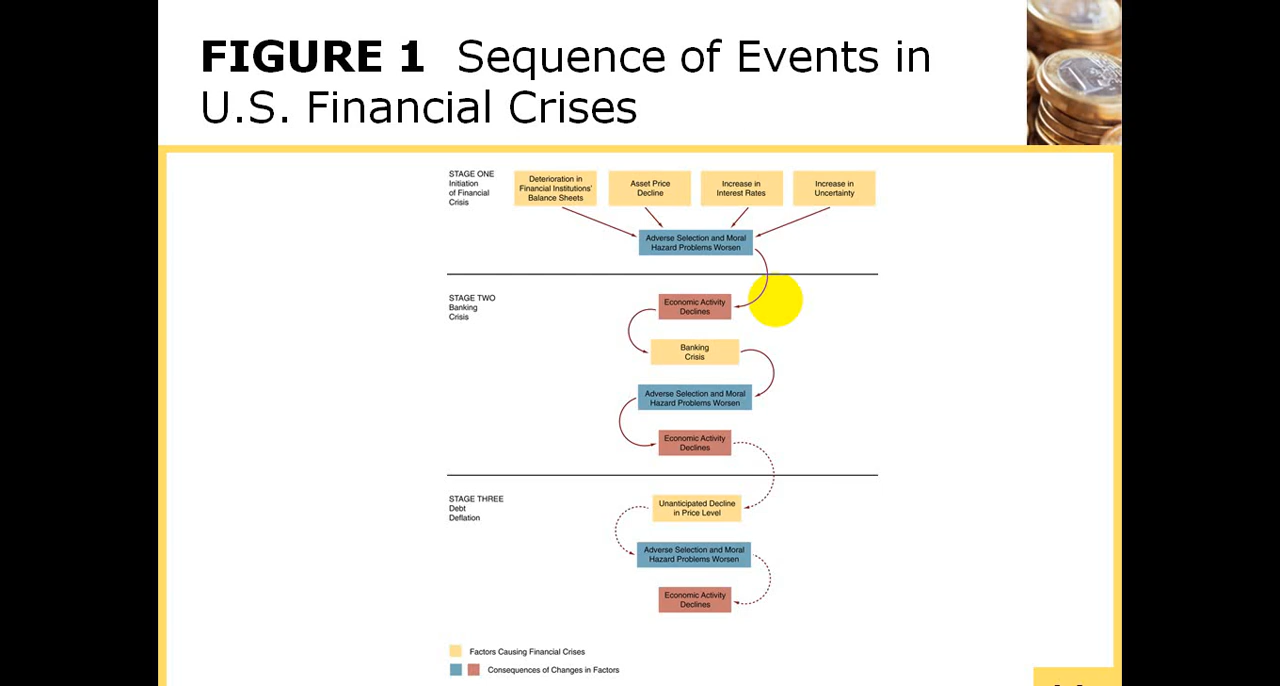 FIGURE 1 Sequence of Events in
U.S. Financial Crises
STAGE ONE
Initiation
of Financial
Crisis
Deterioration in
Financial Institutions'
Balance Sheets
Asset Price
Decline
Increase in
Interest Rates
Increase in
Uncertainty
Adverse Selection and Moral
Hazard Problems Worsen
STAGE TWO
Banking
Crisis
Economic Activity
Declines
Banking
Crisis
Adverse Selection and Moral
Hazard Problems Worsen
Economic Activity
Declines
STAGE THREE
Debt
Deflation
Unanticipated Decline
in Price Level
Adverse Selection and Moral
Hazard Problems Worsen
Economic Activity
Declines
Factors Causing Financial Crises
Consequences of Changes in Factors